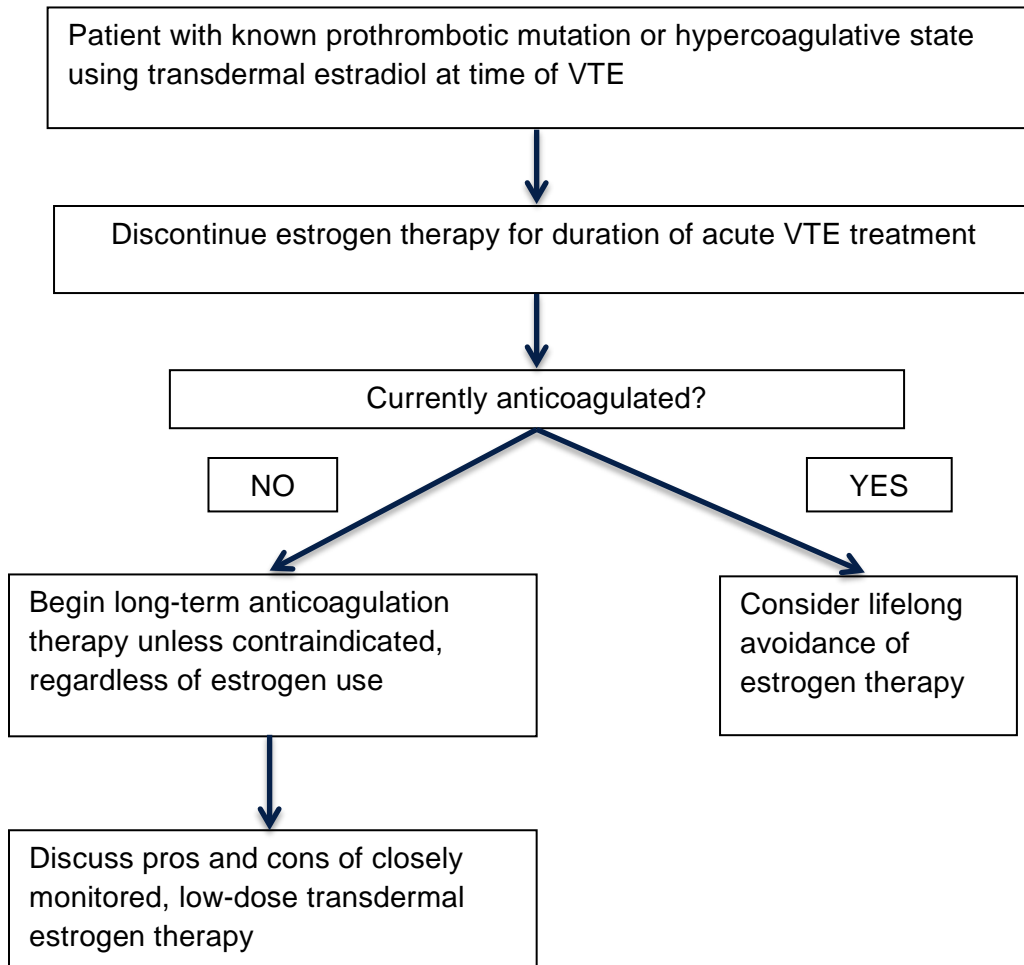 Patient with known prothrombotic mutation or hypercoagulative state
using transdermal estradiol at time of VTE
Discontinue estrogen therapy for duration of acute VTE treatment
Currently anticoagulated?
NO
YES
Begin long-term anticoagulation
therapy unless contraindicated,
regardless of estrogen use
Consider lifelong
avoidance of
estrogen therapy
Discuss pros and cons of closely
monitored, low-dose transdermal
estrogen therapy